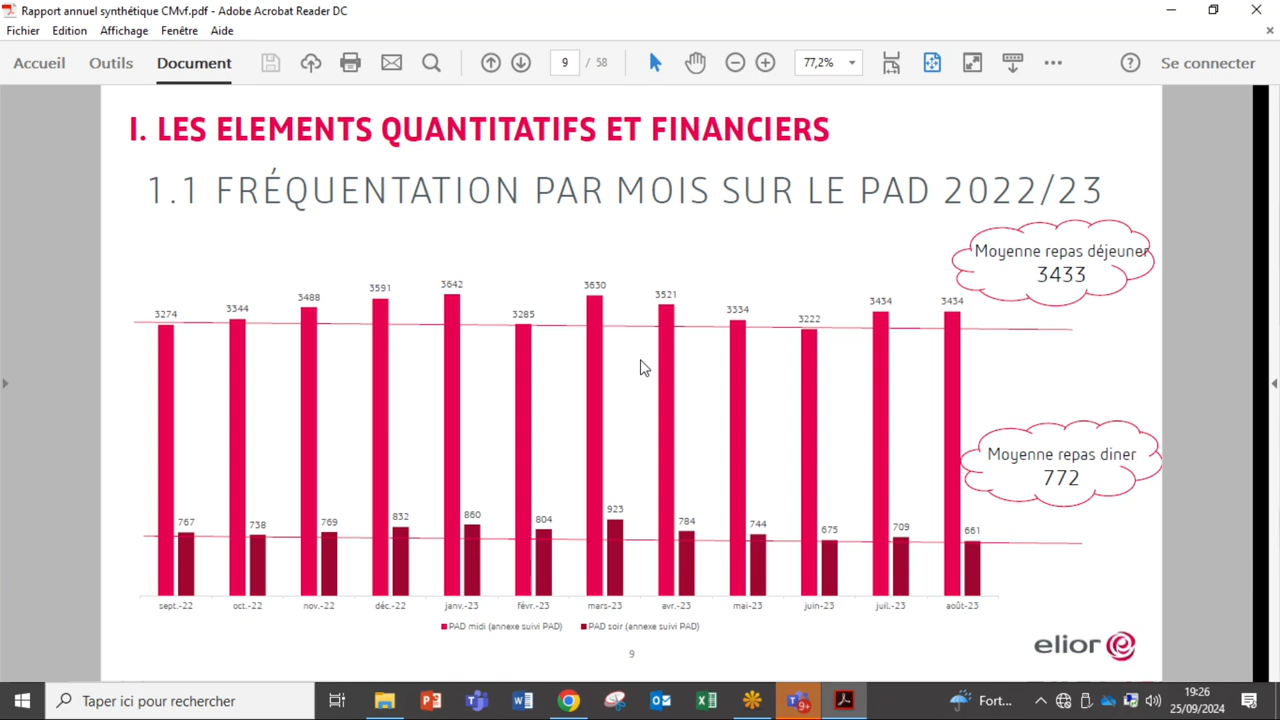 Rapport annuel synthétique CMvf.pdf - Adobe Acrobat Reader DC
Fichier Edition Affichage Fenêtre Aide
Accueil Outils Document 9 / 58 77,2% Se connecter
I. LES ELEMENTS QUANTITATIFS ET FINANCIERS
1.1 FRÉQUENTATION PAR MOIS SUR LE PAD 2022/23
Moyenne repas déjeuner
3433
3274 3344 3488 3591 3642 3285 3630 3521 3334 3222 3434 3434
Moyenne repas diner
772
767 738 769 832 860 804 923 784 744 675 709 661
sept.-22 oct.-22 nov.-22 déc.-22 janv.-23 févr.-23 mars-23 avr.-23 mai-23 juin-23 juil.-23 août-23
PAD midi (annexe suivi PAD) PAD soir (annexe suivi PAD)
elior
9
Taper ici pour rechercher
9+
Fort...
19:26
25/09/2024